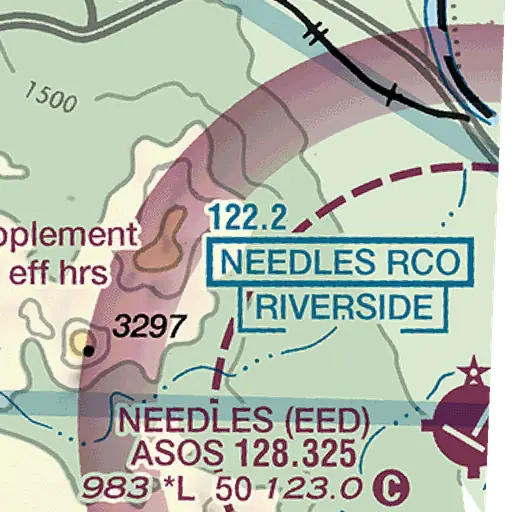 1500
122.2
pplement
eff hrs
NEEDLES RCO
RIVERSIDE
3297
NEEDLES (EED)
ASOS 128.325
983 *L 50 123.0 C